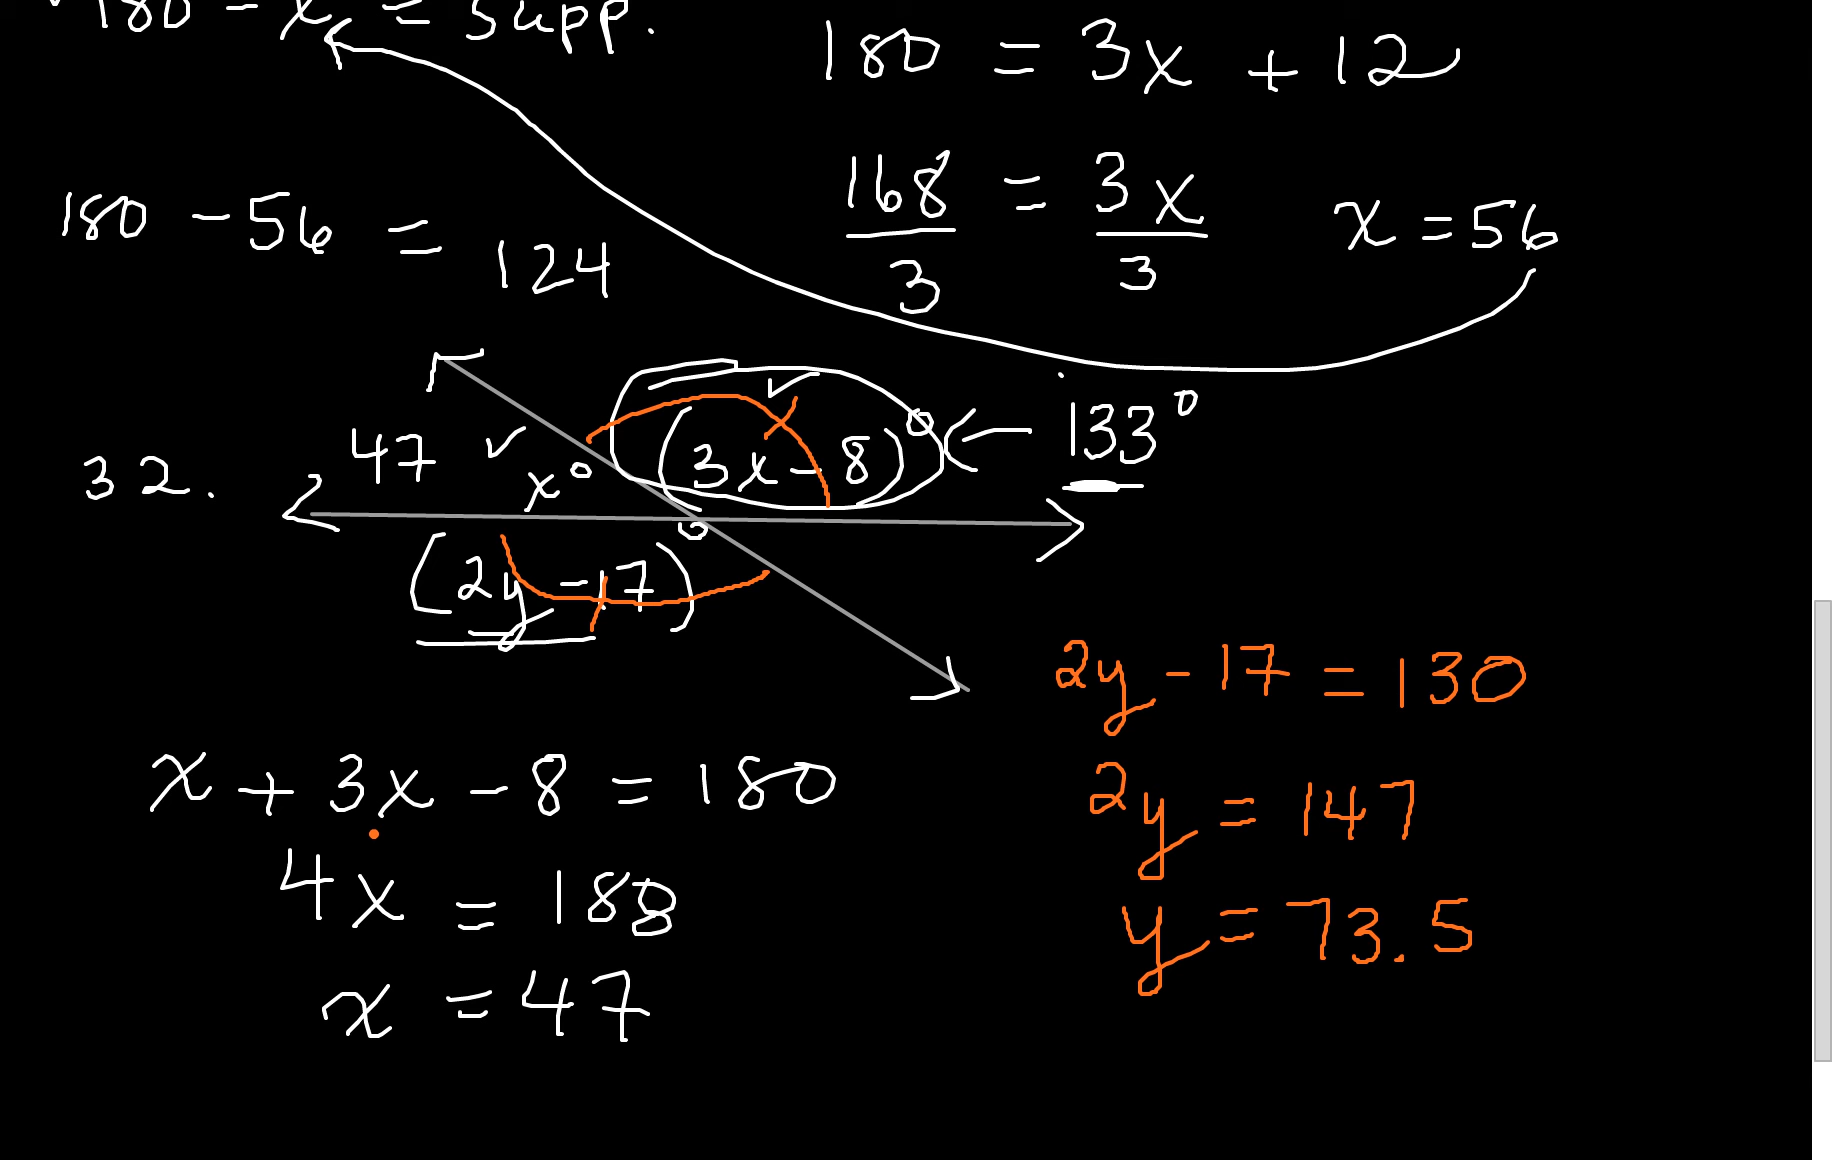 180 - x = supp.
180 = 3x + 12
168 = 3x
3 3
x = 56
180 - 56 = 124
32.
47
x°
(3x - 8)°
133°
(2y - 17)°
2y - 17 = 130
2y = 147
y = 73.5
x + 3x - 8 = 180
4x = 188
x = 47